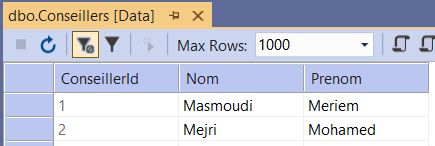 dbo.Conseillers [Data]
Max Rows: 1000
ConseillerId Nom Prenom
1 Masmoudi Meriem
2 Mejri Mohamed